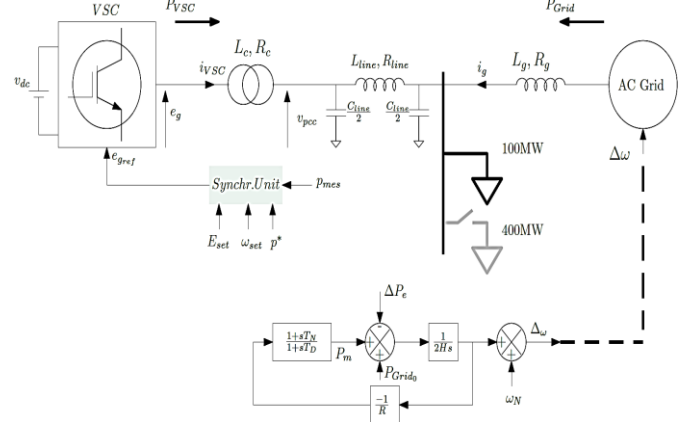 VSC
P_VSC
P_Grid
L_c, R_c
L_line, R_line
L_g, R_g
i_VSC
i_g
v_dc
AC Grid
e_g
v_pcc
C_line/2
C_line/2
e_gref
100MW
Δω
Synchr.Unit
p_mes
400MW
E_set
ω_set
p*
ΔP_e
-
1+sT_N/1+sT_D
P_m
+
+
1/2Hs
+
+
Δ_ω
P_Grid_0
-1/R
ω_N